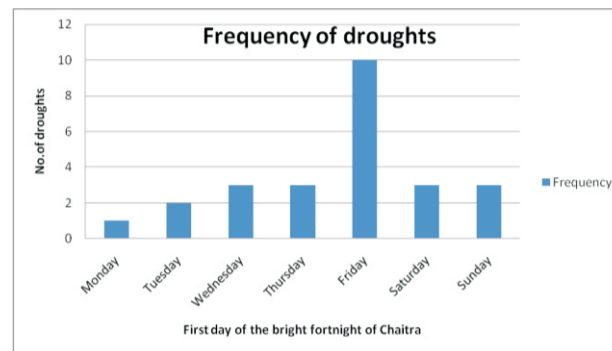 Frequency of droughts
No.of droughts
12
10
8
6
4
2
0
Monday
Tuesday
Wednesday
Thursday
Friday
Saturday
Sunday
Frequency
First day of the bright fortnight of Chaitra